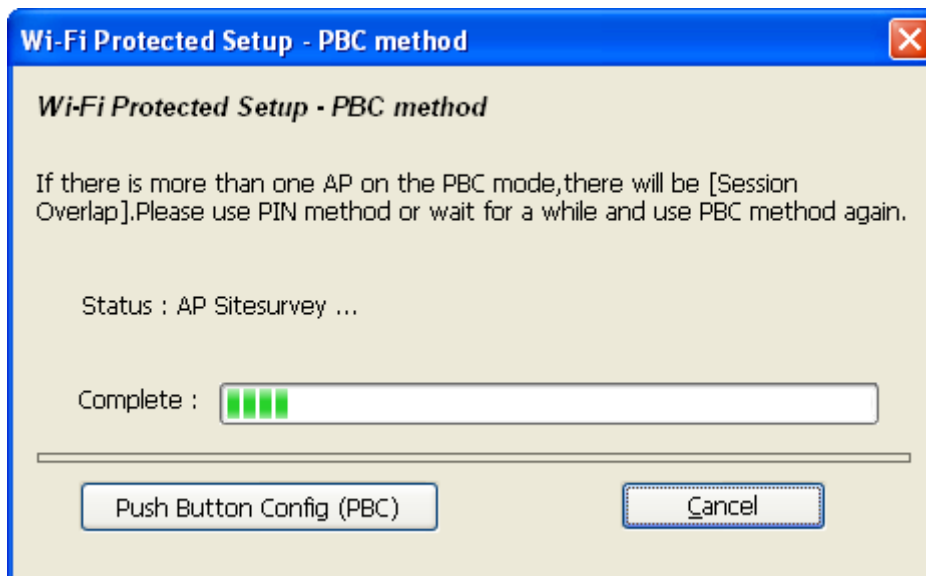 Wi-Fi Protected Setup - PBC method
Wi-Fi Protected Setup - PBC method
If there is more than one AP on the PBC mode,there will be [Session
Overlap].Please use PIN method or wait for a while and use PBC method again.
Status : AP Sitesurvey ...
Complete :
Push Button Config (PBC)
Cancel